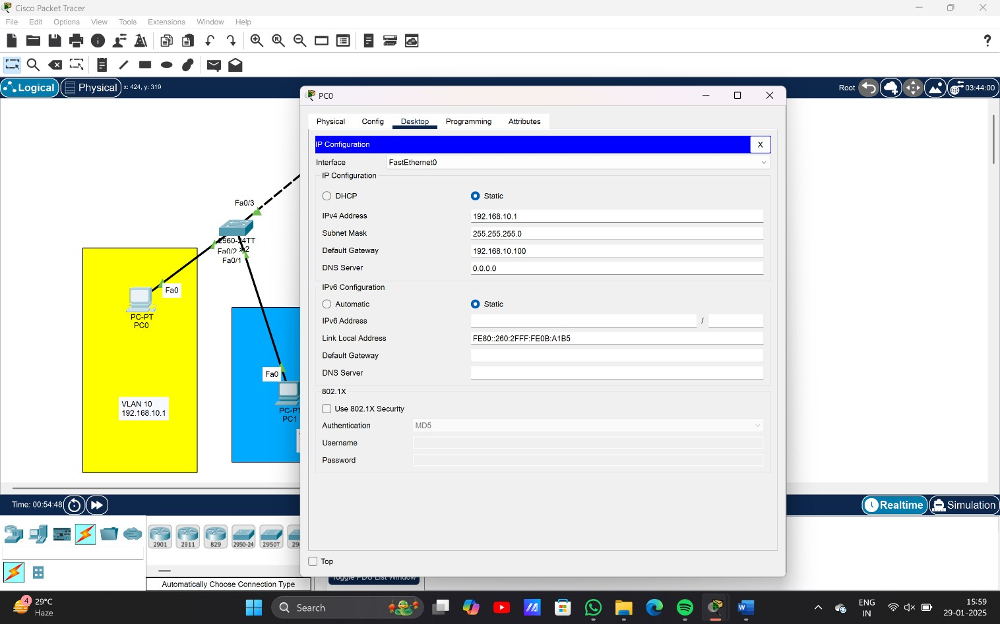 Cisco Packet Tracer
File Edit Options View Tools Extensions Window Help
Logical Physical x: 424, y: 319
Root 03:44:00
PC0
Physical Config Desktop Programming Attributes
IP Configuration X
Interface FastEthernet0
IP Configuration
DHCP Static
IPv4 Address 192.168.10.1
Subnet Mask 255.255.255.0
Default Gateway 192.168.10.100
DNS Server 0.0.0.0
IPv6 Configuration
Automatic Static
IPv6 Address /
Link Local Address FE80::260:2FFF:FE0B:A1B5
Default Gateway
DNS Server
802.1X
Use 802.1X Security
Authentication MD5
Username
Password
Top
Fa0/3
2960-24TT
Fa0/2
Fa0/1
Fa0
PC-PT
PC0
VLAN 10
192.168.10.1
Fa0
PC-PT
PC1
Time: 00:54:48
Realtime Simulation
2901 2911 829 2950-24 2950T
Automatically Choose Connection Type
Toggle PDU List Window
4
29°C
Haze
Search
ENG
IN
15:59
29-01-2025